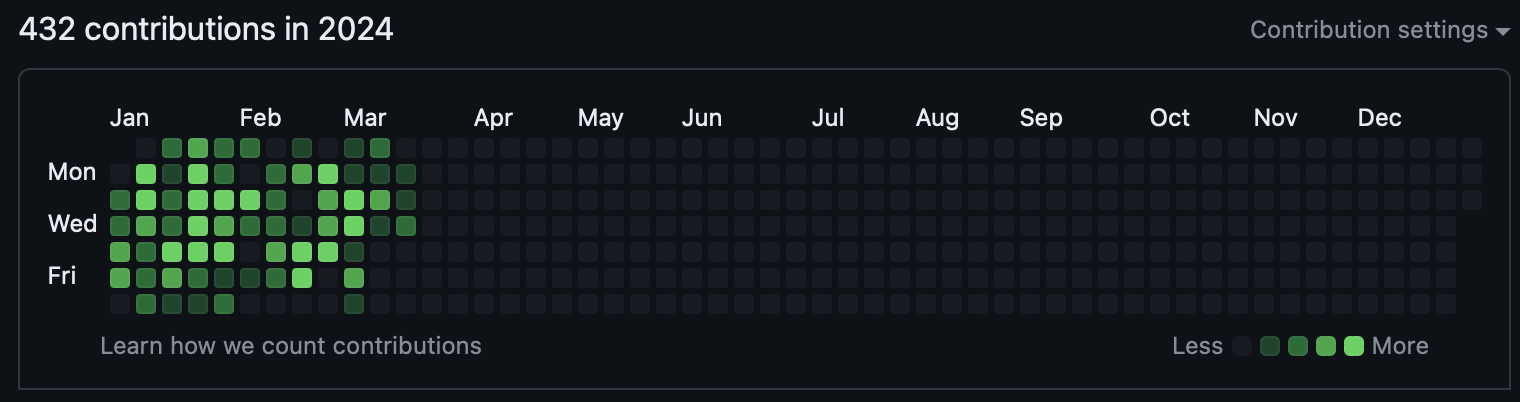 432 contributions in 2024
Contribution settings
Jan Feb Mar Apr May Jun Jul Aug Sep Oct Nov Dec
Mon
Wed
Fri
Learn how we count contributions
Less More